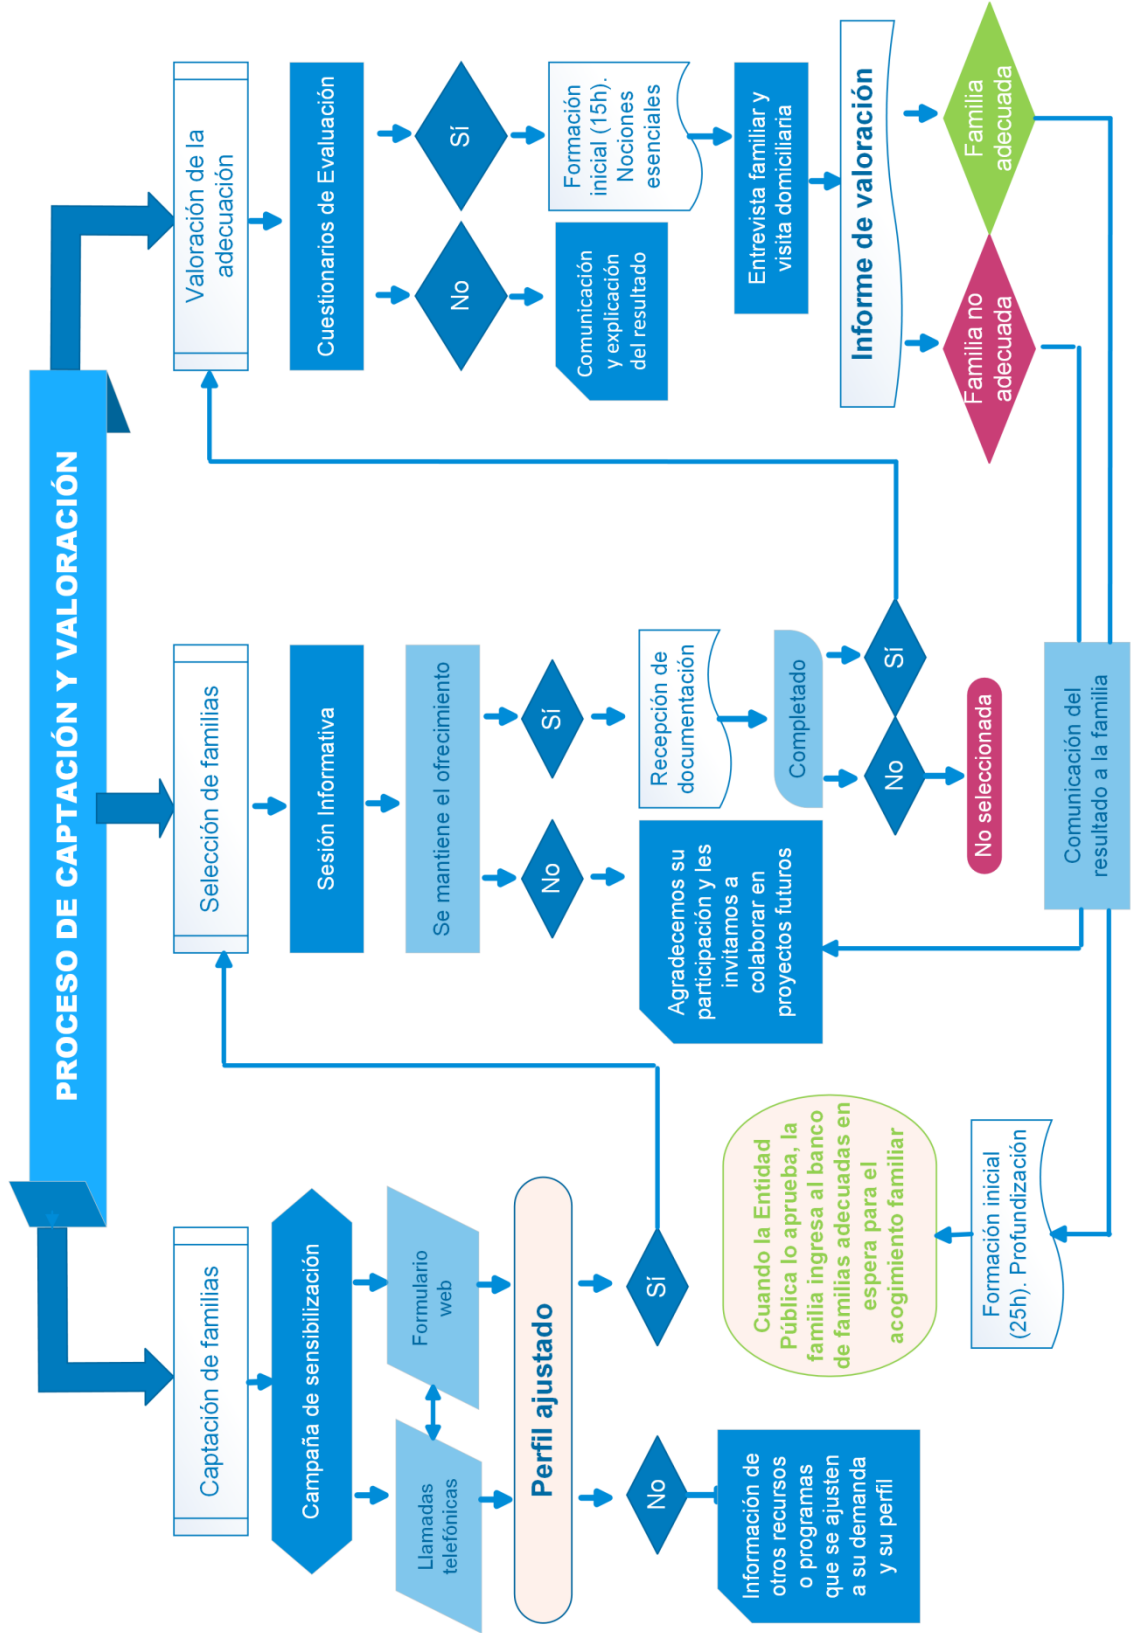 PROCESO DE CAPTACIÓN Y VALORACIÓN
Captación de familias
Campaña de sensibilización
Llamadas
telefónicas
Formulario
web
Perfil ajustado
No
Sí
Información de
otros recursos
o programas
que se ajusten
a su demanda
y su perfil
Selección de familias
Sesión Informativa
Se mantiene el ofrecimiento
No
Sí
Agradecemos su
participación y les
invitamos a
colaborar en
proyectos futuros
Recepción de
documentación
Completado
No
Sí
No seleccionada
Valoración de la
adecuación
Cuestionarios de Evaluación
No
Sí
Comunicación
y explicación
del resultado
Formación
inicial (15h).
Nociones
esenciales
Entrevista familiar y
visita domiciliaria
Informe de valoración
Familia no
adecuada
Familia
adecuada
Comunicación del
resultado a la familia
Formación inicial
(25h). Profundización
Cuando la Entidad
Pública lo aprueba, la
familia ingresa al banco
de familias adecuadas en
espera para el
acogimiento familiar